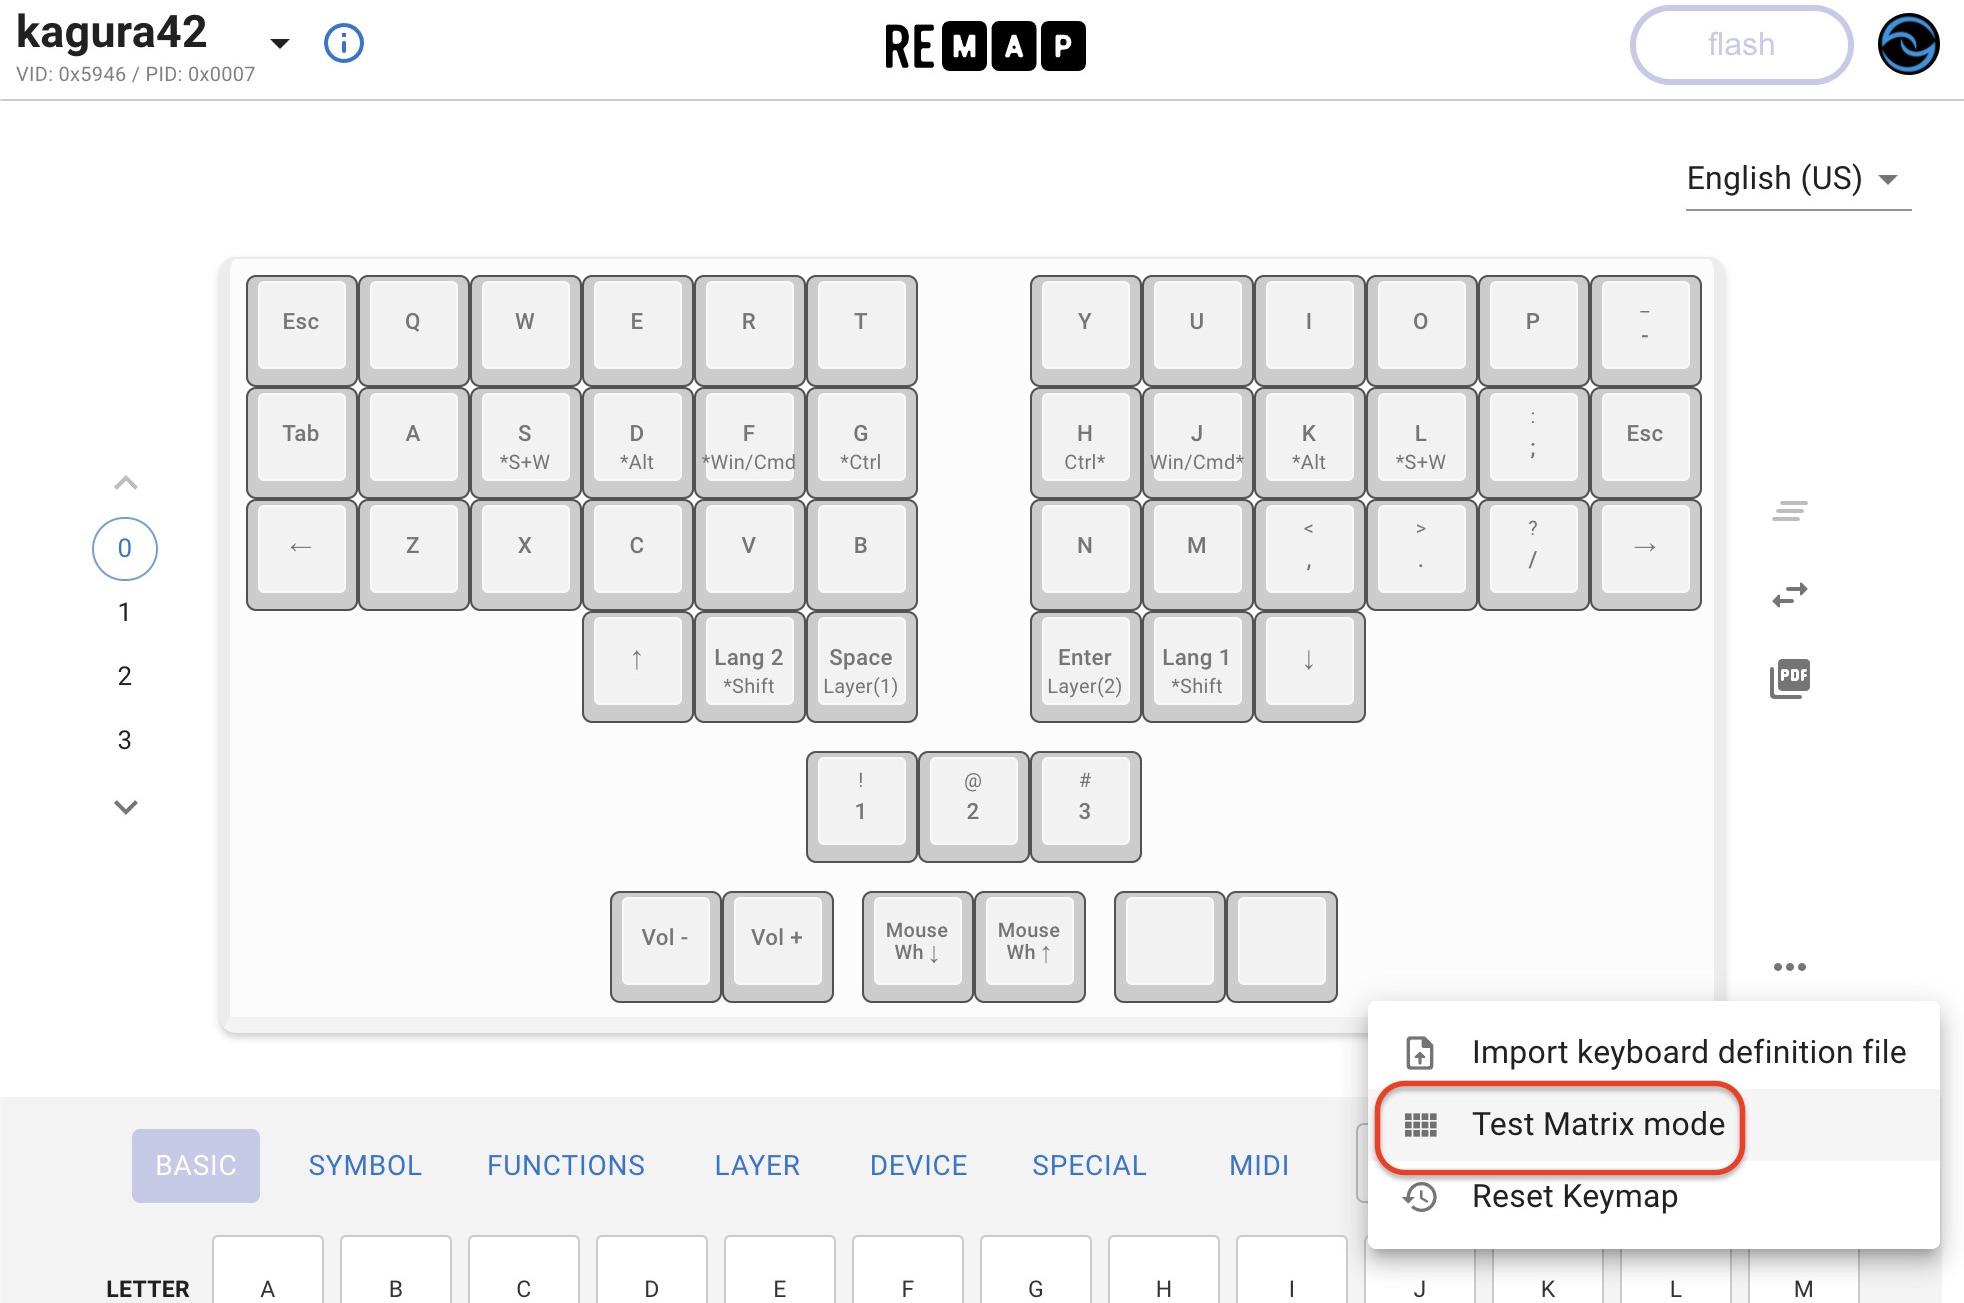 kagura42
VID: 0x5946 / PID: 0x0007
REMAP
flash
English (US)
Esc Q W E R T Y U I O P _
-
Tab A S D F G H J K L : Esc
*S+W *Alt *Win/Cmd *Ctrl Ctrl* Win/Cmd* *Alt *S+W ;
← Z X C V B N M < > ? →
, . /
↑ Lang 2 Space Enter Lang 1 ↓
*Shift Layer(1) Layer(2) *Shift
0
1
2
3
PDF
! @ #
1 2 3
Vol - Vol + Mouse Mouse
Wh ↓ Wh ↑
Import keyboard definition file
Test Matrix mode
Reset Keymap
BASIC SYMBOL FUNCTIONS LAYER DEVICE SPECIAL MIDI
LETTER A B C D E F G H I J K L M